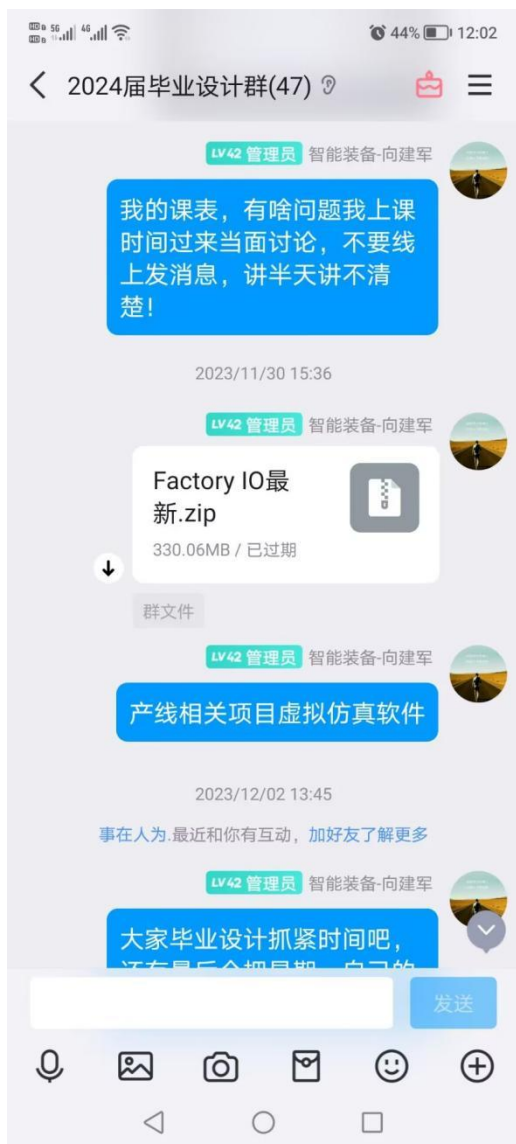 5G 4G 44% 12:02
2024届毕业设计群(47)
LV42 管理员 智能装备-向建军
我的课表，有啥问题我上课
时间过来当面讨论，不要线
上发消息，讲半天讲不清
楚！
2023/11/30 15:36
LV42 管理员 智能装备-向建军
Factory IO最
新.zip
330.06MB / 已过期
群文件
LV42 管理员 智能装备-向建军
产线相关项目虚拟仿真软件
2023/12/02 13:45
事在人为.最近和你有互动，加好友了解更多
LV42 管理员 智能装备-向建军
大家毕业设计抓紧时间吧，
发送